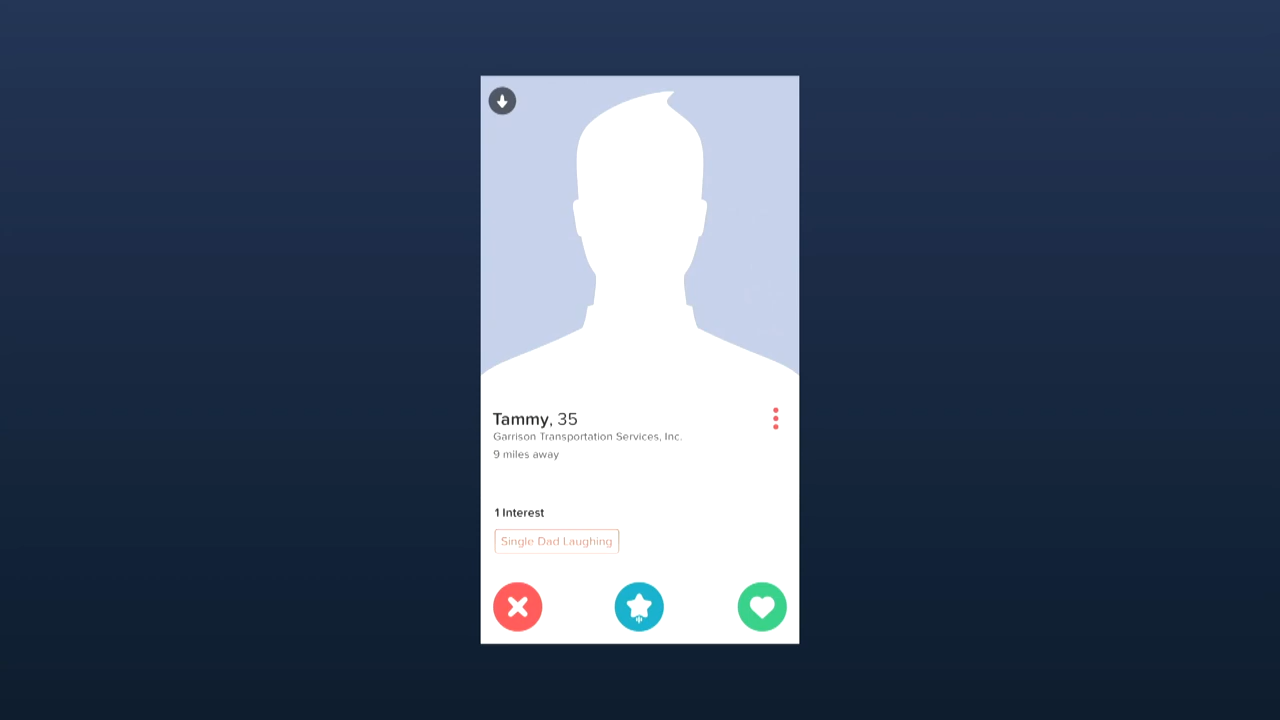 Tammy, 35
Garrison Transportation Services, Inc.
9 miles away
1 Interest
Single Dad Laughing